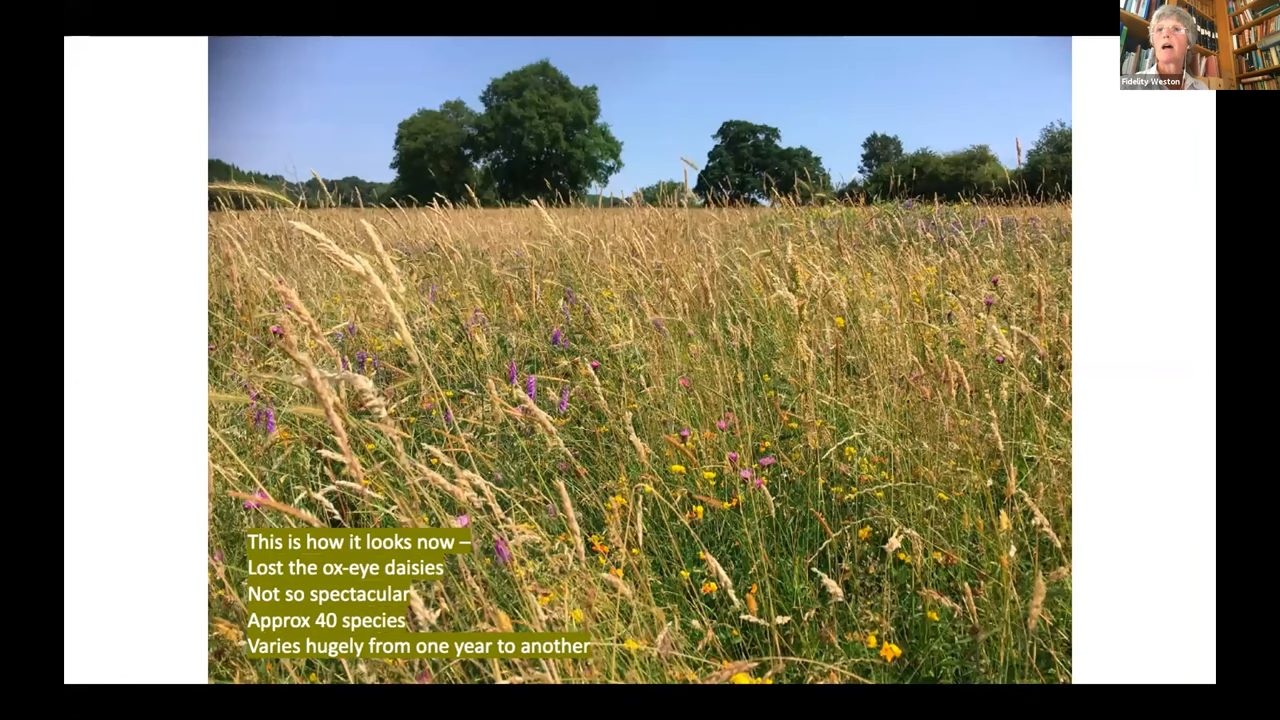 Fidelity Weston
This is how it looks now –
Lost the ox-eye daisies
Not so spectacular
Approx 40 species
Varies hugely from one year to another